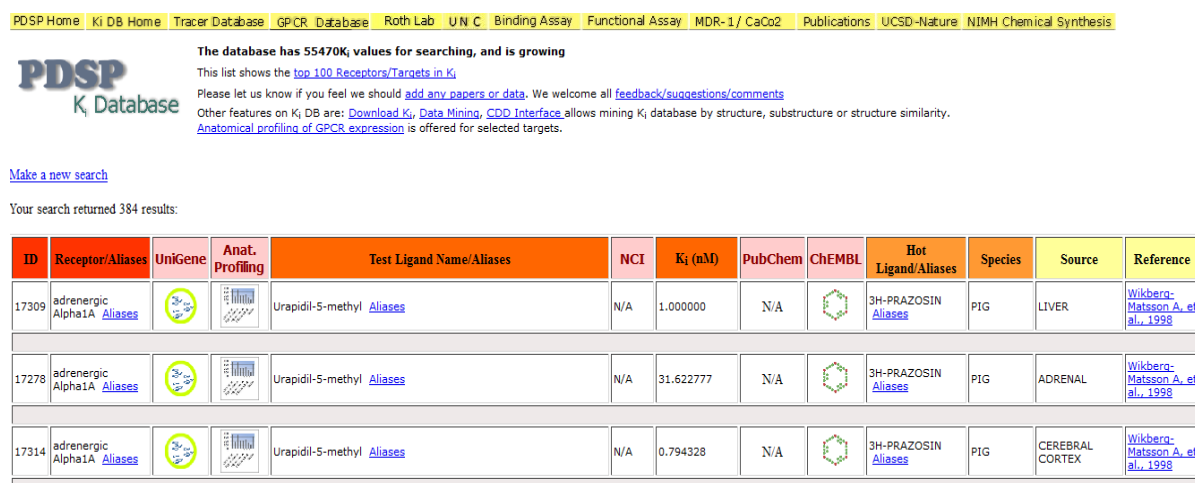 PDSP Home Ki DB Home Tracer Database GPCR Database Roth Lab U N C Binding Assay Functional Assay MDR-1/ CaCo2 Publications UCSD-Nature NIMH Chemical Synthesis
The database has 55470Ki values for searching, and is growing
This list shows the top 100 Receptors/Targets in Ki
Please let us know if you feel we should add any papers or data. We welcome all feedback/suggestions/comments
Other features on Ki DB are: Download Ki, Data Mining, CDD Interface allows mining Ki database by structure, substructure or structure similarity.
Anatomical profiling of GPCR expression is offered for selected targets.
PDSP
Ki Database
Make a new search
Your search returned 384 results:
ID Receptor/Aliases UniGene Anat. Profiling Test Ligand Name/Aliases NCI Ki (nM) PubChem ChEMBL Hot Ligand/Aliases Species Source Reference
17309 adrenergic Alpha1A Aliases Urapidil-5-methyl Aliases N/A 1.000000 N/A 3H-PRAZOSIN Aliases PIG LIVER Wikberg-Matsson A, et al., 1998
17278 adrenergic Alpha1A Aliases Urapidil-5-methyl Aliases N/A 31.622777 N/A 3H-PRAZOSIN Aliases PIG ADRENAL Wikberg-Matsson A, et al., 1998
17314 adrenergic Alpha1A Aliases Urapidil-5-methyl Aliases N/A 0.794328 N/A 3H-PRAZOSIN Aliases PIG CEREBRAL CORTEX Wikberg-Matsson A, et al., 1998